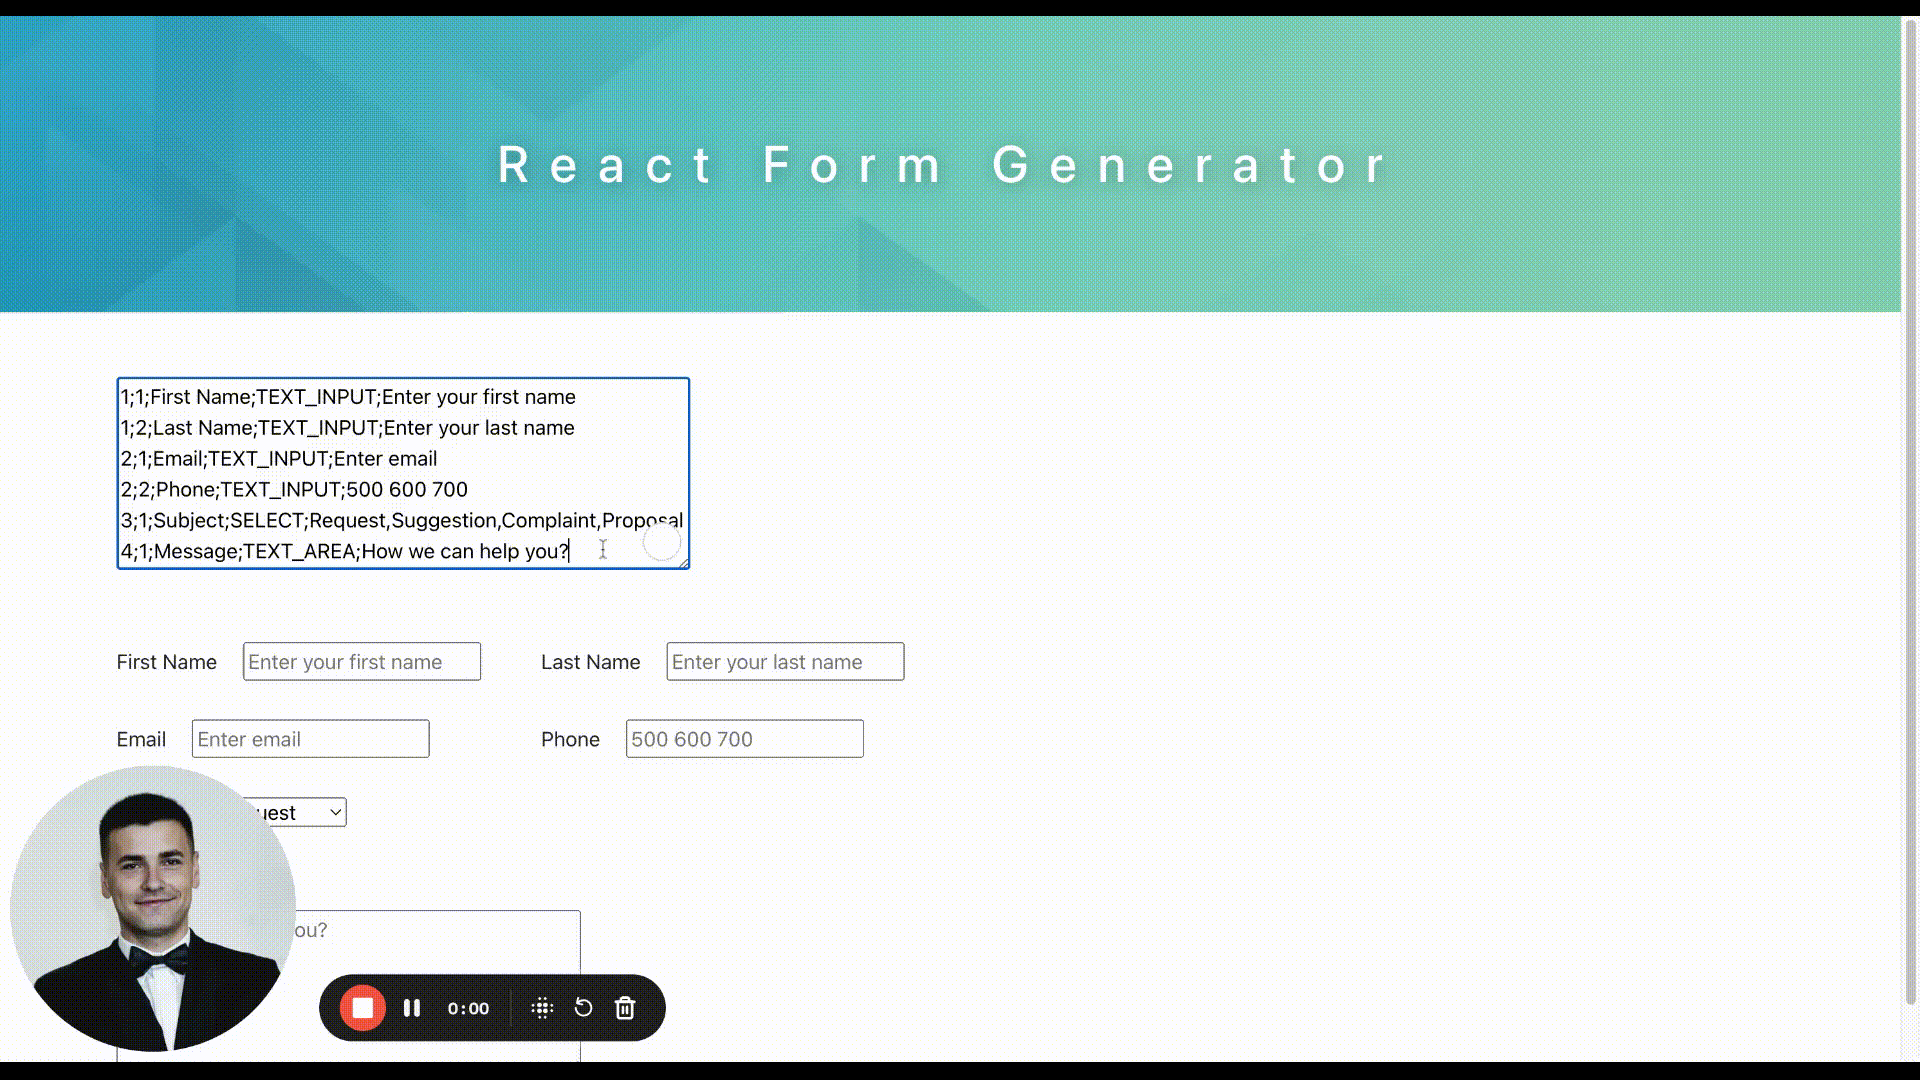 React Form Generator
1;1;First Name;TEXT_INPUT;Enter your first name
1;2;Last Name;TEXT_INPUT;Enter your last name
2;1;Email;TEXT_INPUT;Enter email
2;2;Phone;TEXT_INPUT;500 600 700
3;1;Subject;SELECT;Request,Suggestion,Complaint,Proposal
4;1;Message;TEXT_AREA;How we can help you?
First Name Enter your first name Last Name Enter your last name
Email Enter email Phone 500 600 700
uest
ou?
0:00